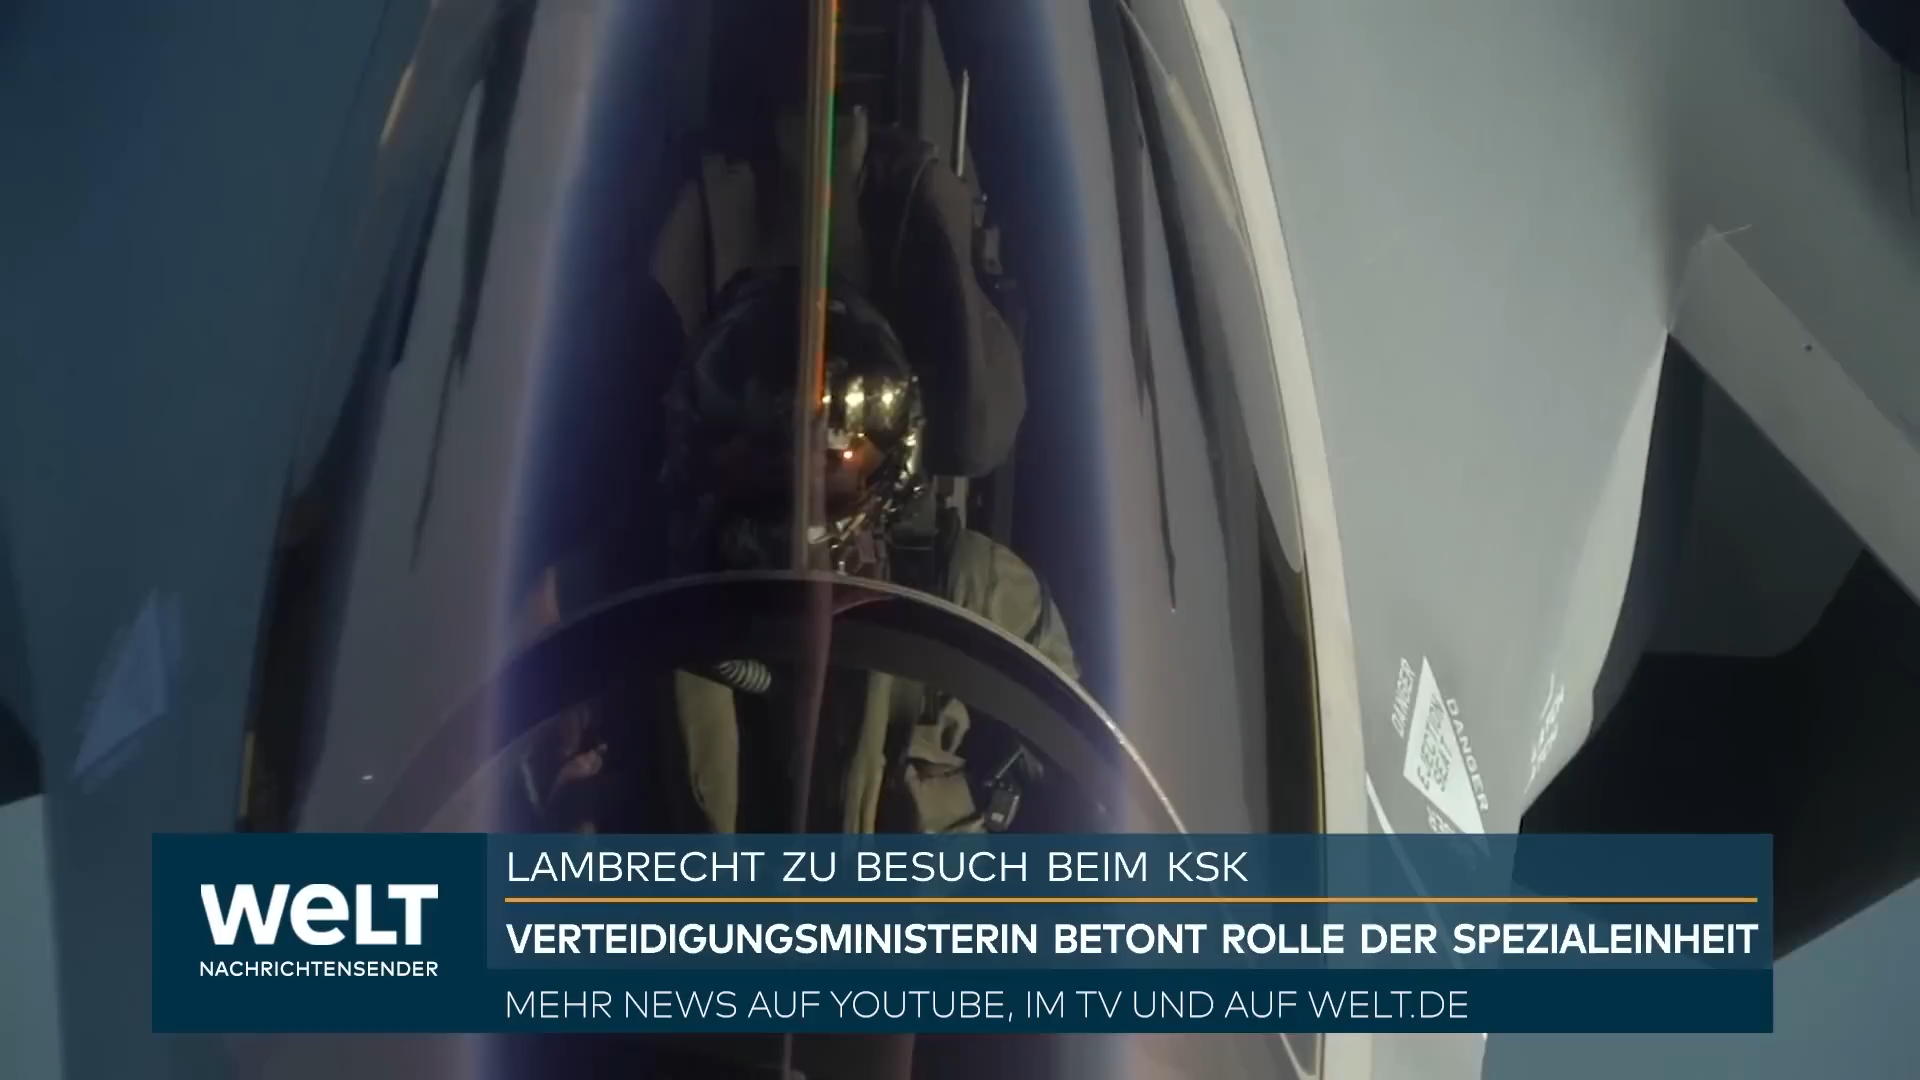 DANGER
DANGER
WELT
NACHRICHTENSENDER
LAMBRECHT ZU BESUCH BEIM KSK
VERTEIDIGUNGSMINISTERIN BETONT ROLLE DER SPEZIALEINHEIT
MEHR NEWS AUF YOUTUBE, IM TV UND AUF WELT.DE